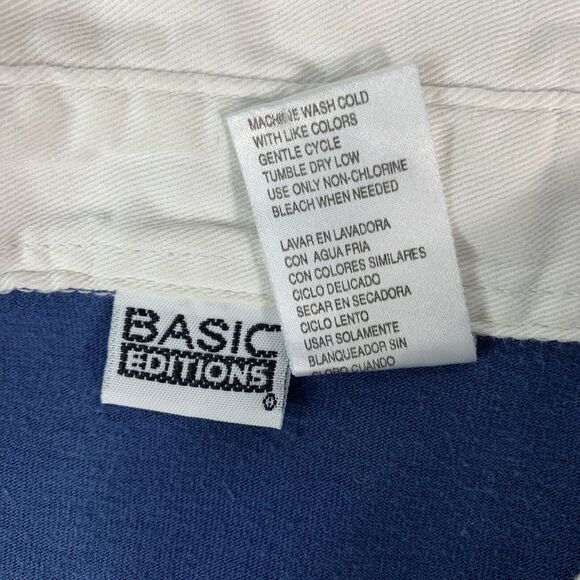 MACHINE WASH COLD
WITH LIKE COLORS
GENTLE CYCLE
TUMBLE DRY LOW
USE ONLY NON-CHLORINE
BLEACH WHEN NEEDED
LAVAR EN LAVADORA
CON AGUA FRIA
CON COLORES SIMILARES
CICLO DELICADO
SECAR EN SECADORA
CICLO LENTO
USAR SOLAMENTE
BLANQUEADOR SIN
CLORO CUANDO
BASIC
EDITIONS
®